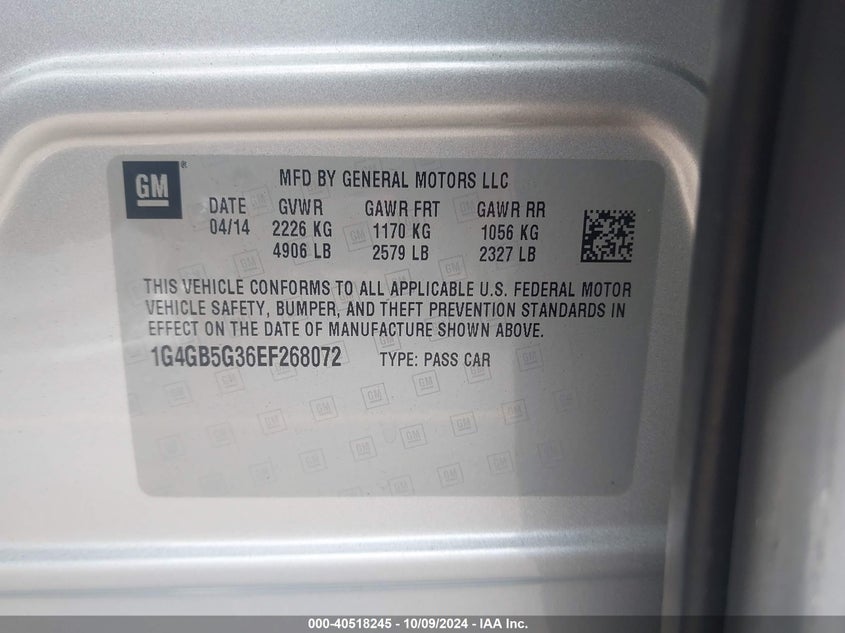 GM ®
MFD BY GENERAL MOTORS LLC
DATE GVWR GAWR FRT GAWR RR
04/14 2226 KG 1170 KG 1056 KG
4906 LB 2579 LB 2327 LB
THIS VEHICLE CONFORMS TO ALL APPLICABLE U.S. FEDERAL MOTOR
VEHICLE SAFETY, BUMPER, AND THEFT PREVENTION STANDARDS IN
EFFECT ON THE DATE OF MANUFACTURE SHOWN ABOVE.
1G4GB5G36EF268072 TYPE: PASS CAR
000-40518245 - 10/09/2024 - IAA Inc.